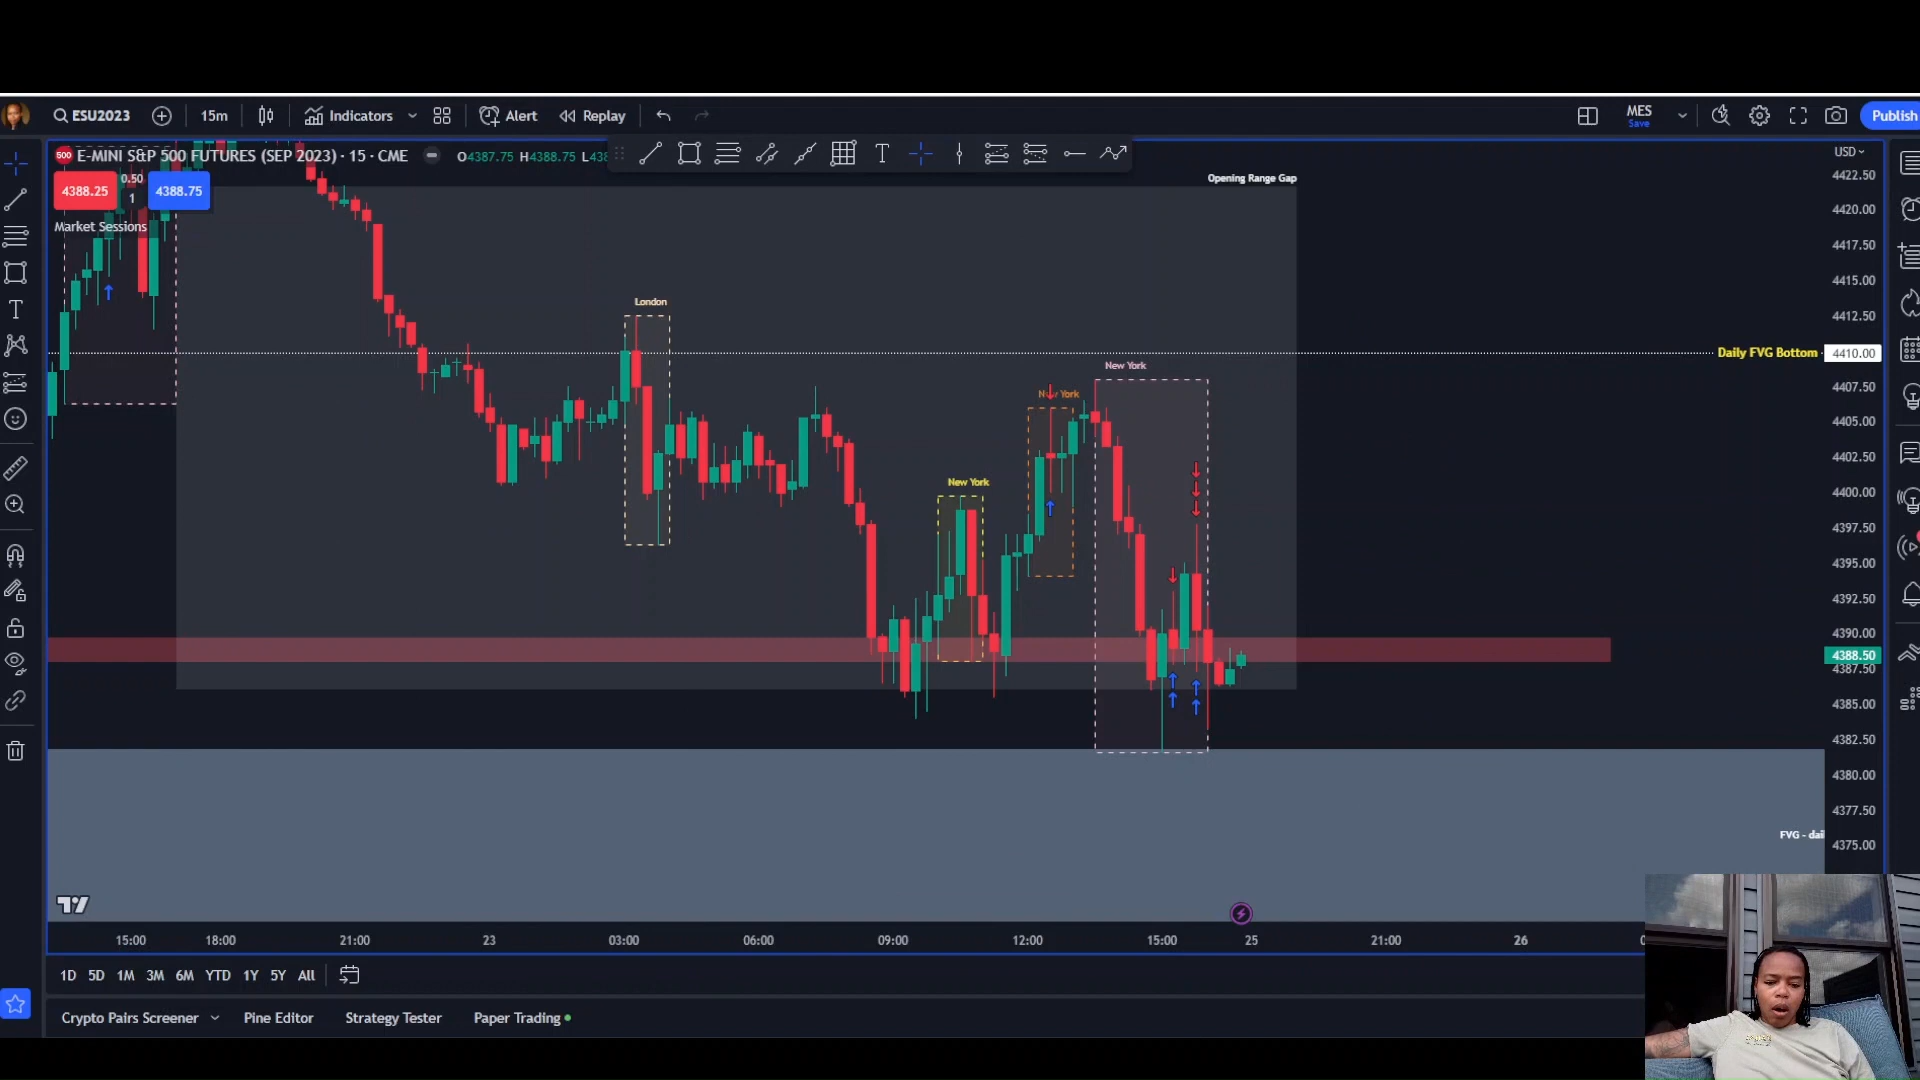 ESU2023
15m
Indicators
Alert
Replay
MES
Save
Publish
500 E-MINI S&P 500 FUTURES (SEP 2023) · 15 · CME
O4387.75 H4388.75 L438
USD
4388.25
0.50
1
4388.75
Market Sessions
Opening Range Gap
London
New York
New York
New York
Daily FVG Bottom
FVG - dail
4422.50
4420.00
4417.50
4415.00
4412.50
4410.00
4407.50
4405.00
4402.50
4400.00
4397.50
4395.00
4392.50
4390.00
4388.50
4387.50
4385.00
4382.50
4380.00
4377.50
4375.00
15:00 18:00 21:00 23 03:00 06:00 09:00 12:00 15:00 25 21:00 26
1D 5D 1M 3M 6M YTD 1Y 5Y All
Crypto Pairs Screener Pine Editor Strategy Tester Paper Trading